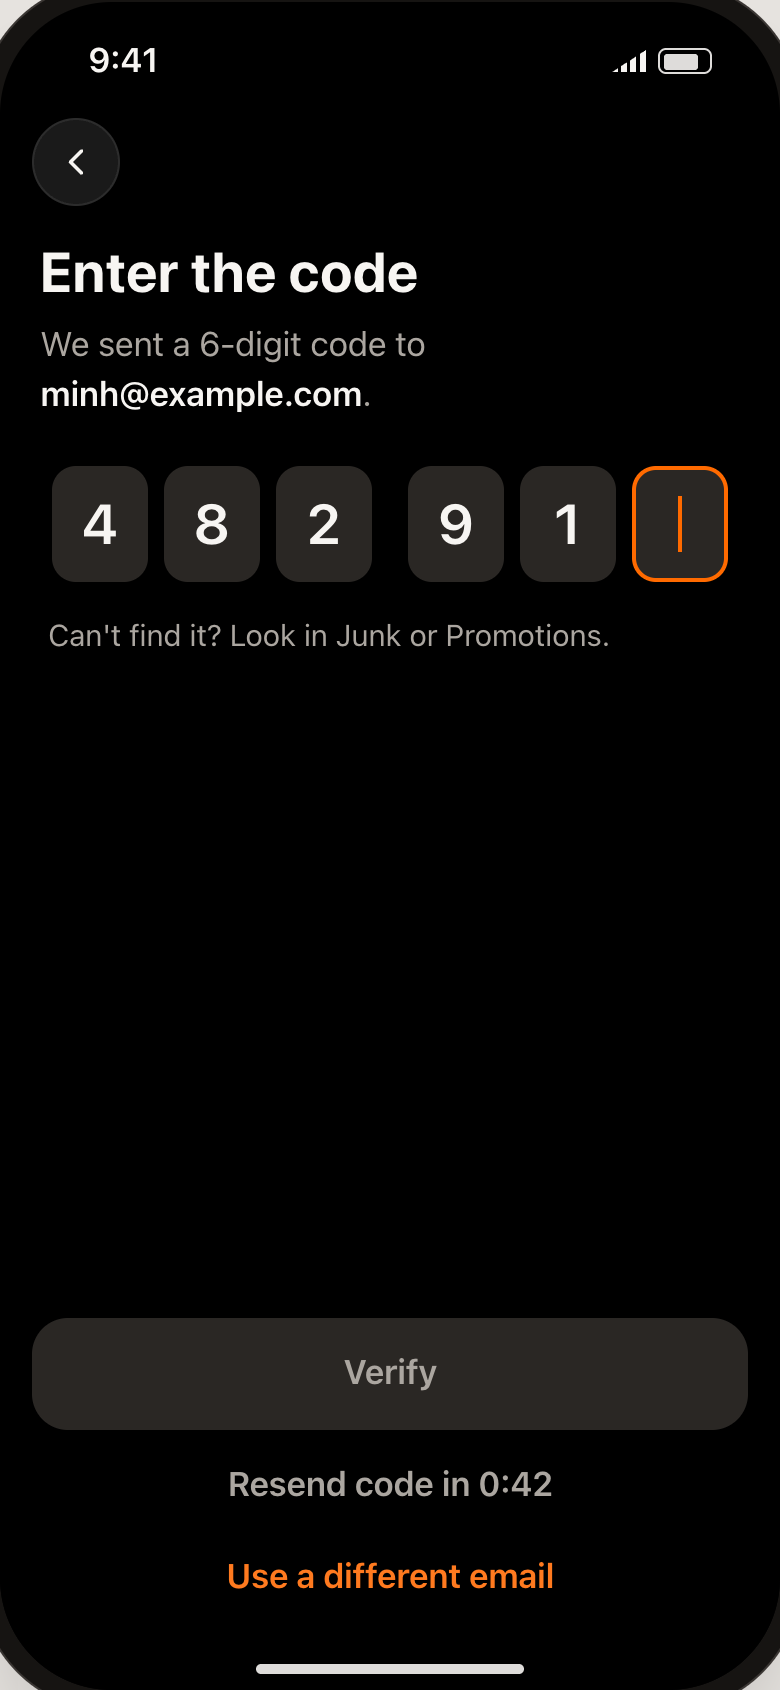 9:41
Enter the code
We sent a 6-digit code to
minh@example.com.
4 8 2 9 1
Can't find it? Look in Junk or Promotions.
Verify
Resend code in 0:42
Use a different email